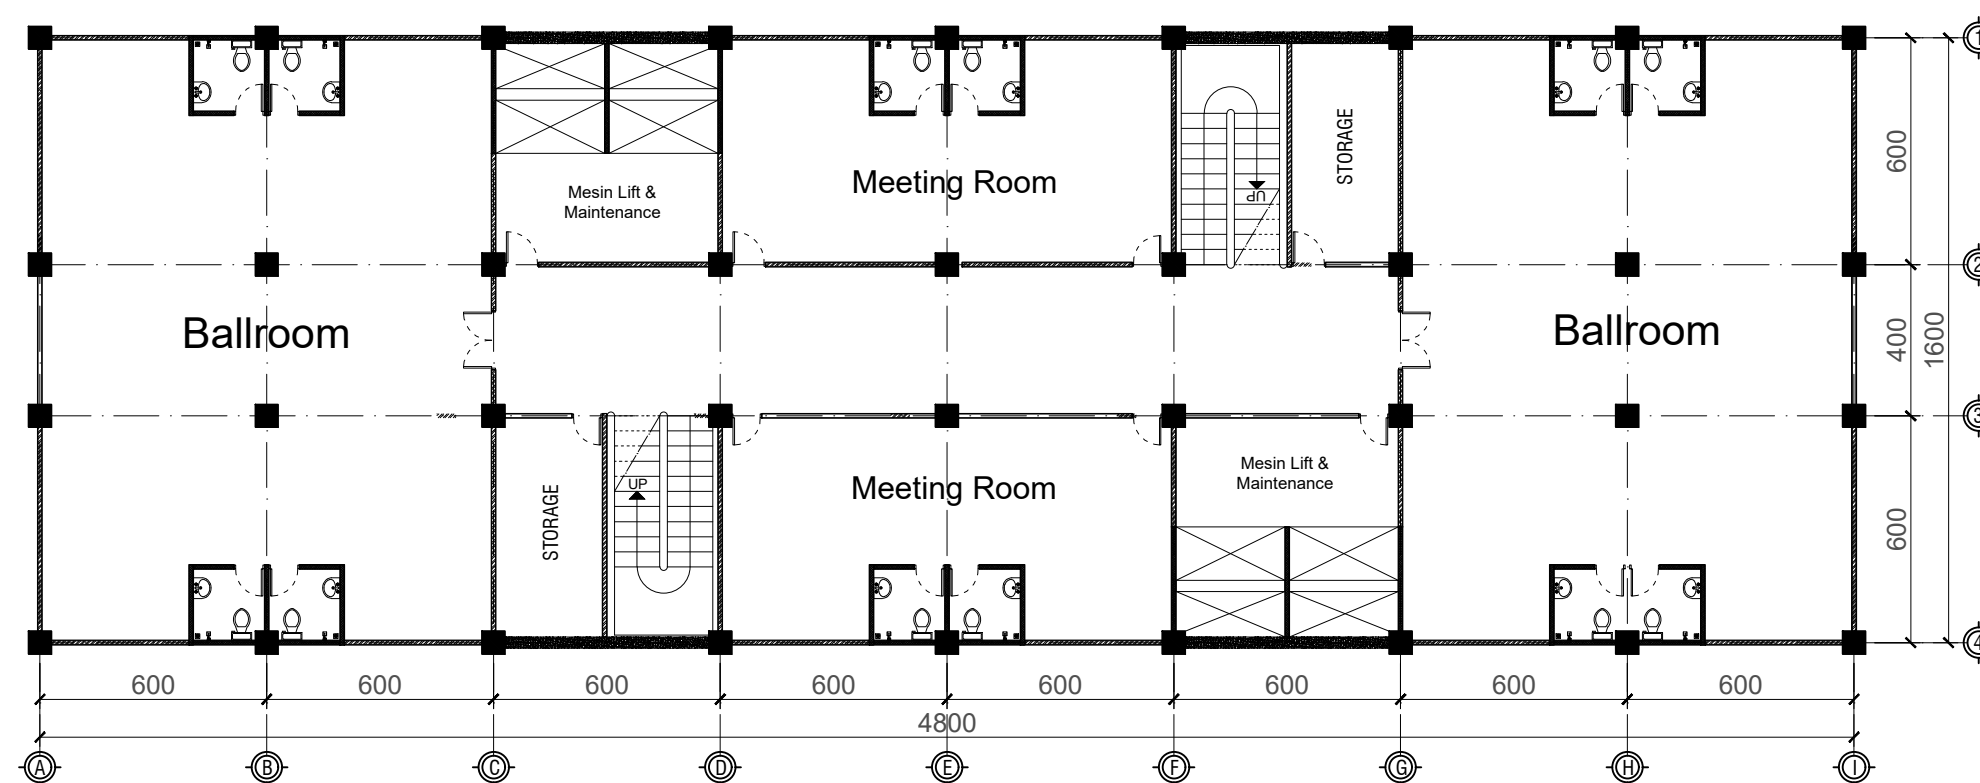 1
Mesin Lift &
Maintenance
Meeting Room
UP
STORAGE
600
2
Ballroom
Ballroom
400
1600
3
STORAGE
UP
Meeting Room
Mesin Lift &
Maintenance
600
4
600
600
600
600
600
600
600
600
4800
A
B
C
D
E
F
G
H
I